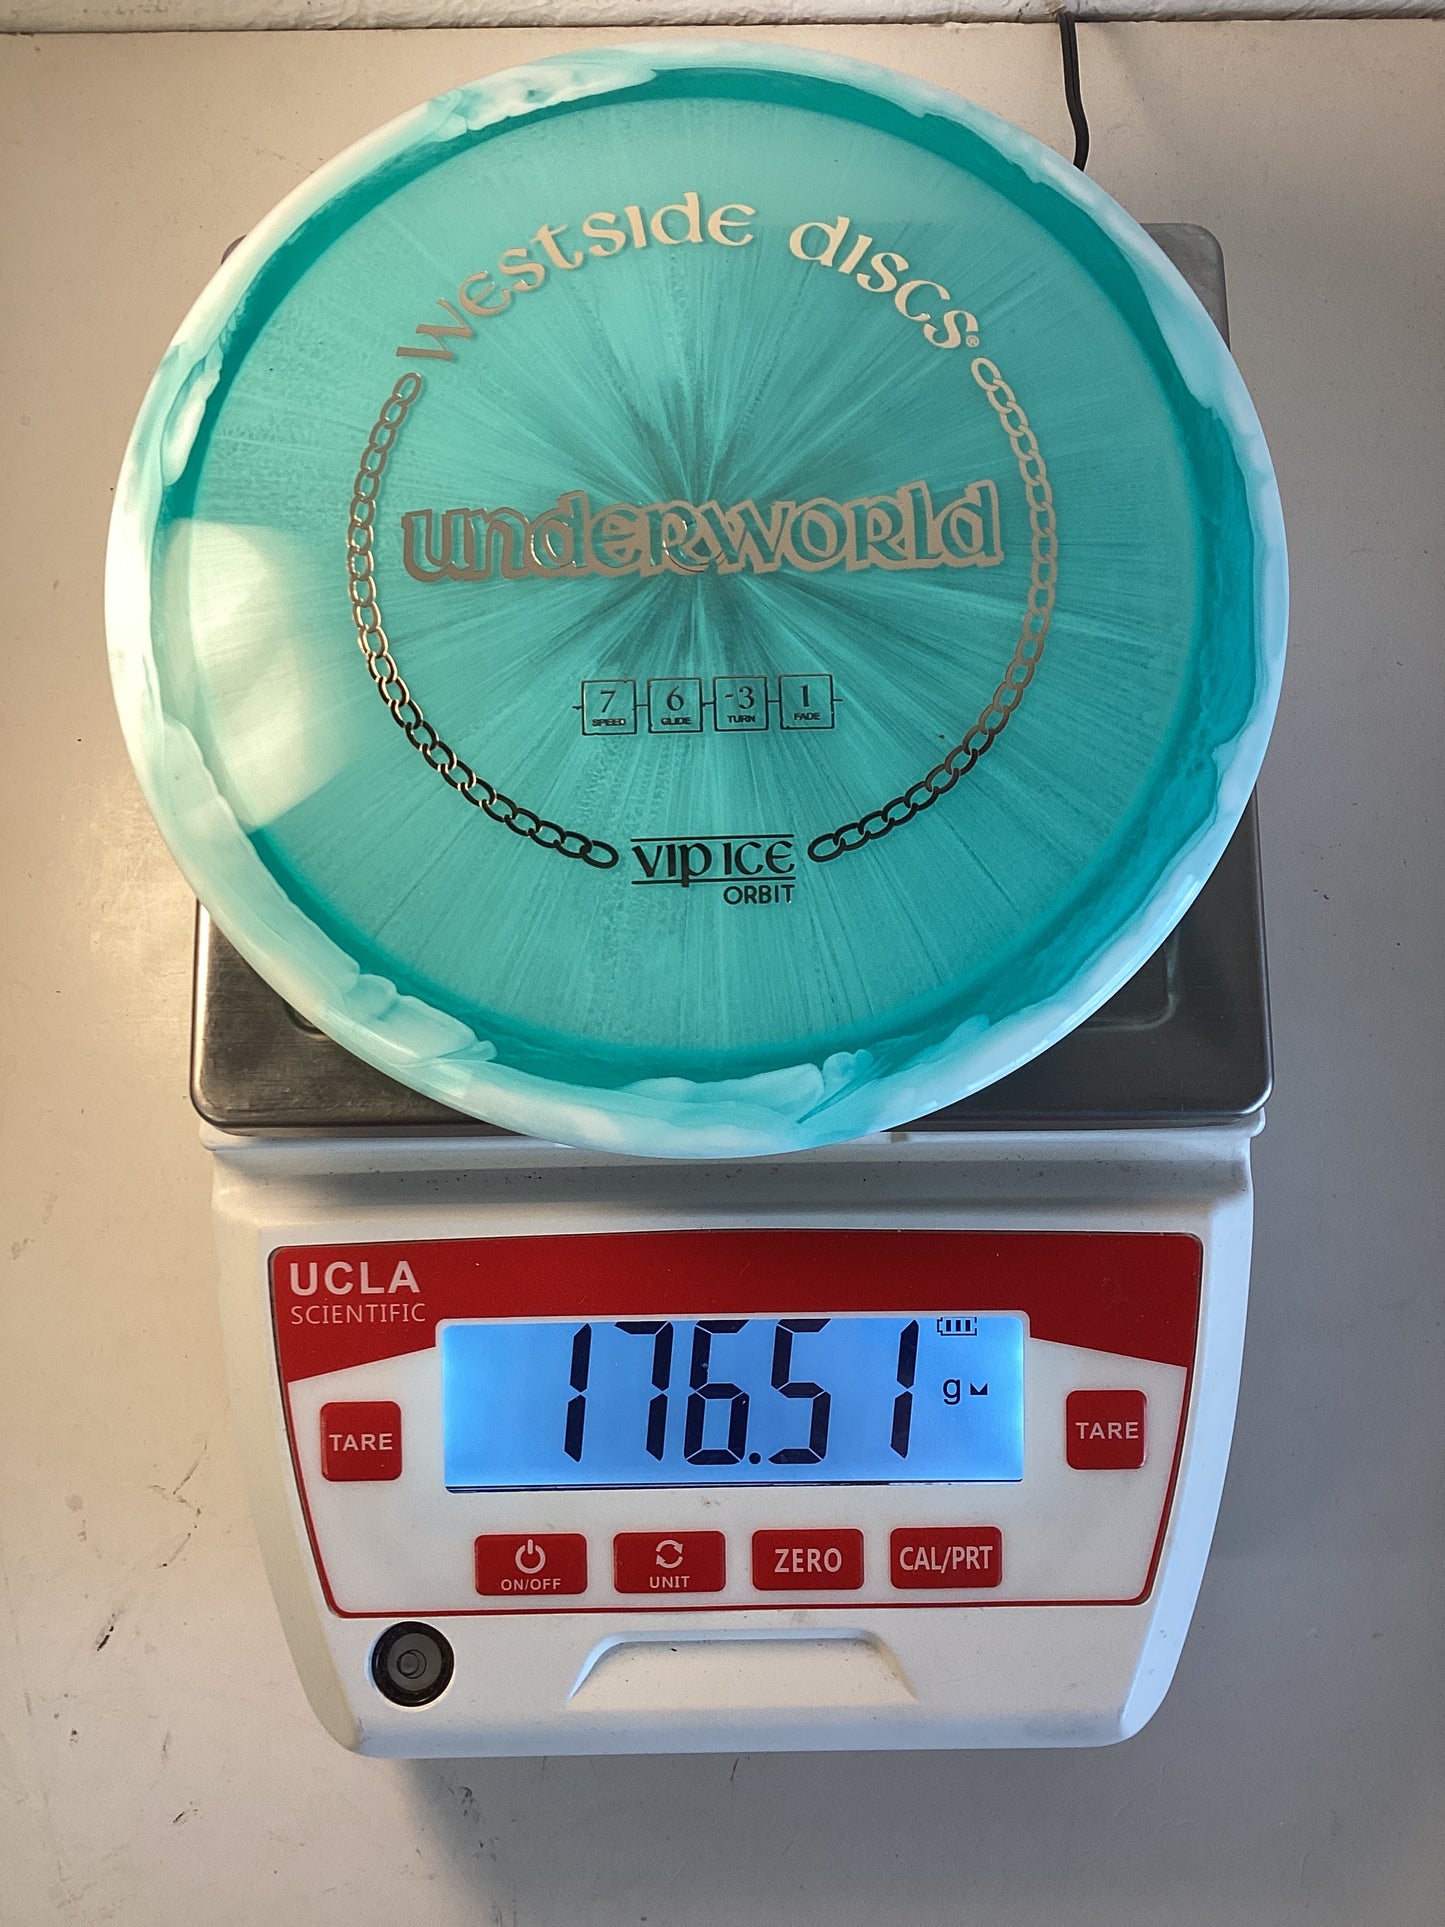 westside discs®
underworld
7 6 -3 1
SPEED GLIDE TURN FADE
VIP ICE
ORBIT
UCLA
SCIENTIFIC
176.51
g
TARE
TARE
ON/OFF
UNIT
ZERO
CAL/PRT